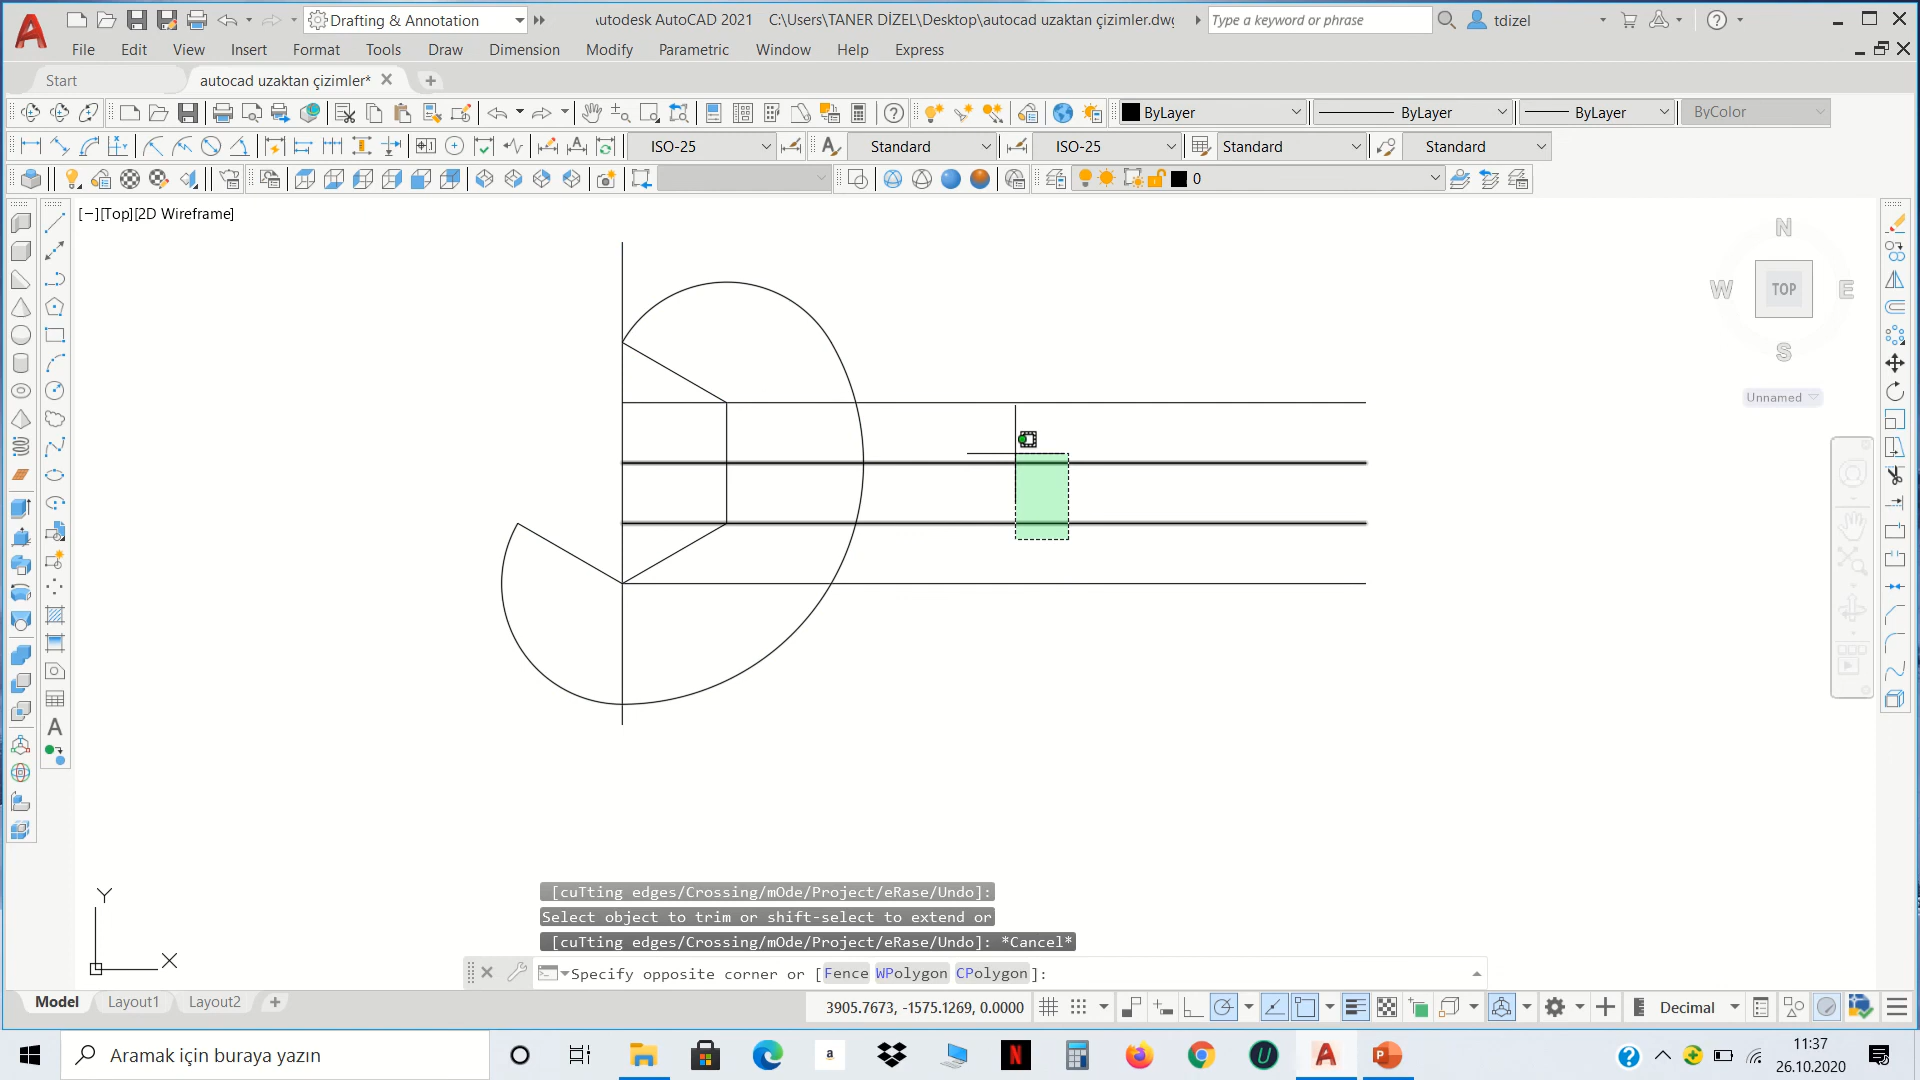 Drafting & Annotation
utodesk AutoCAD 2021 C:\Users\TANER DİZEL\Desktop\autocad uzaktan çizimler.dwg
Type a keyword or phrase
tdizel
File Edit View Insert Format Tools Draw Dimension Modify Parametric Window Help Express
Start
autocad uzaktan çizimler*
ByLayer
ByLayer
ByLayer
ByColor
ISO-25
Standard
ISO-25
Standard
Standard
0
[−][Top][2D Wireframe]
N
W
TOP
E
S
Unnamed
A
Y
X
[cuTting edges/Crossing/mOde/Project/eRase/Undo]:
Select object to trim or shift-select to extend or
[cuTting edges/Crossing/mOde/Project/eRase/Undo]: *Cancel*
Specify opposite corner or [Fence WPolygon CPolygon]:
Model Layout1 Layout2
3905.7673, -1575.1269, 0.0000
Decimal
Aramak için buraya yazın
11:37
26.10.2020